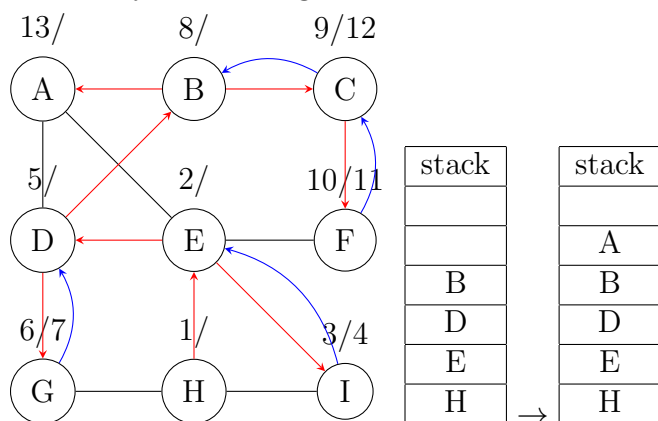 13/ 8/ 9/12
A B C
5/ 2/ 10/11
D E F
6/7 1/ 3/4
G H I
stack
B
D
E
H
→
stack
A
B
D
E
H